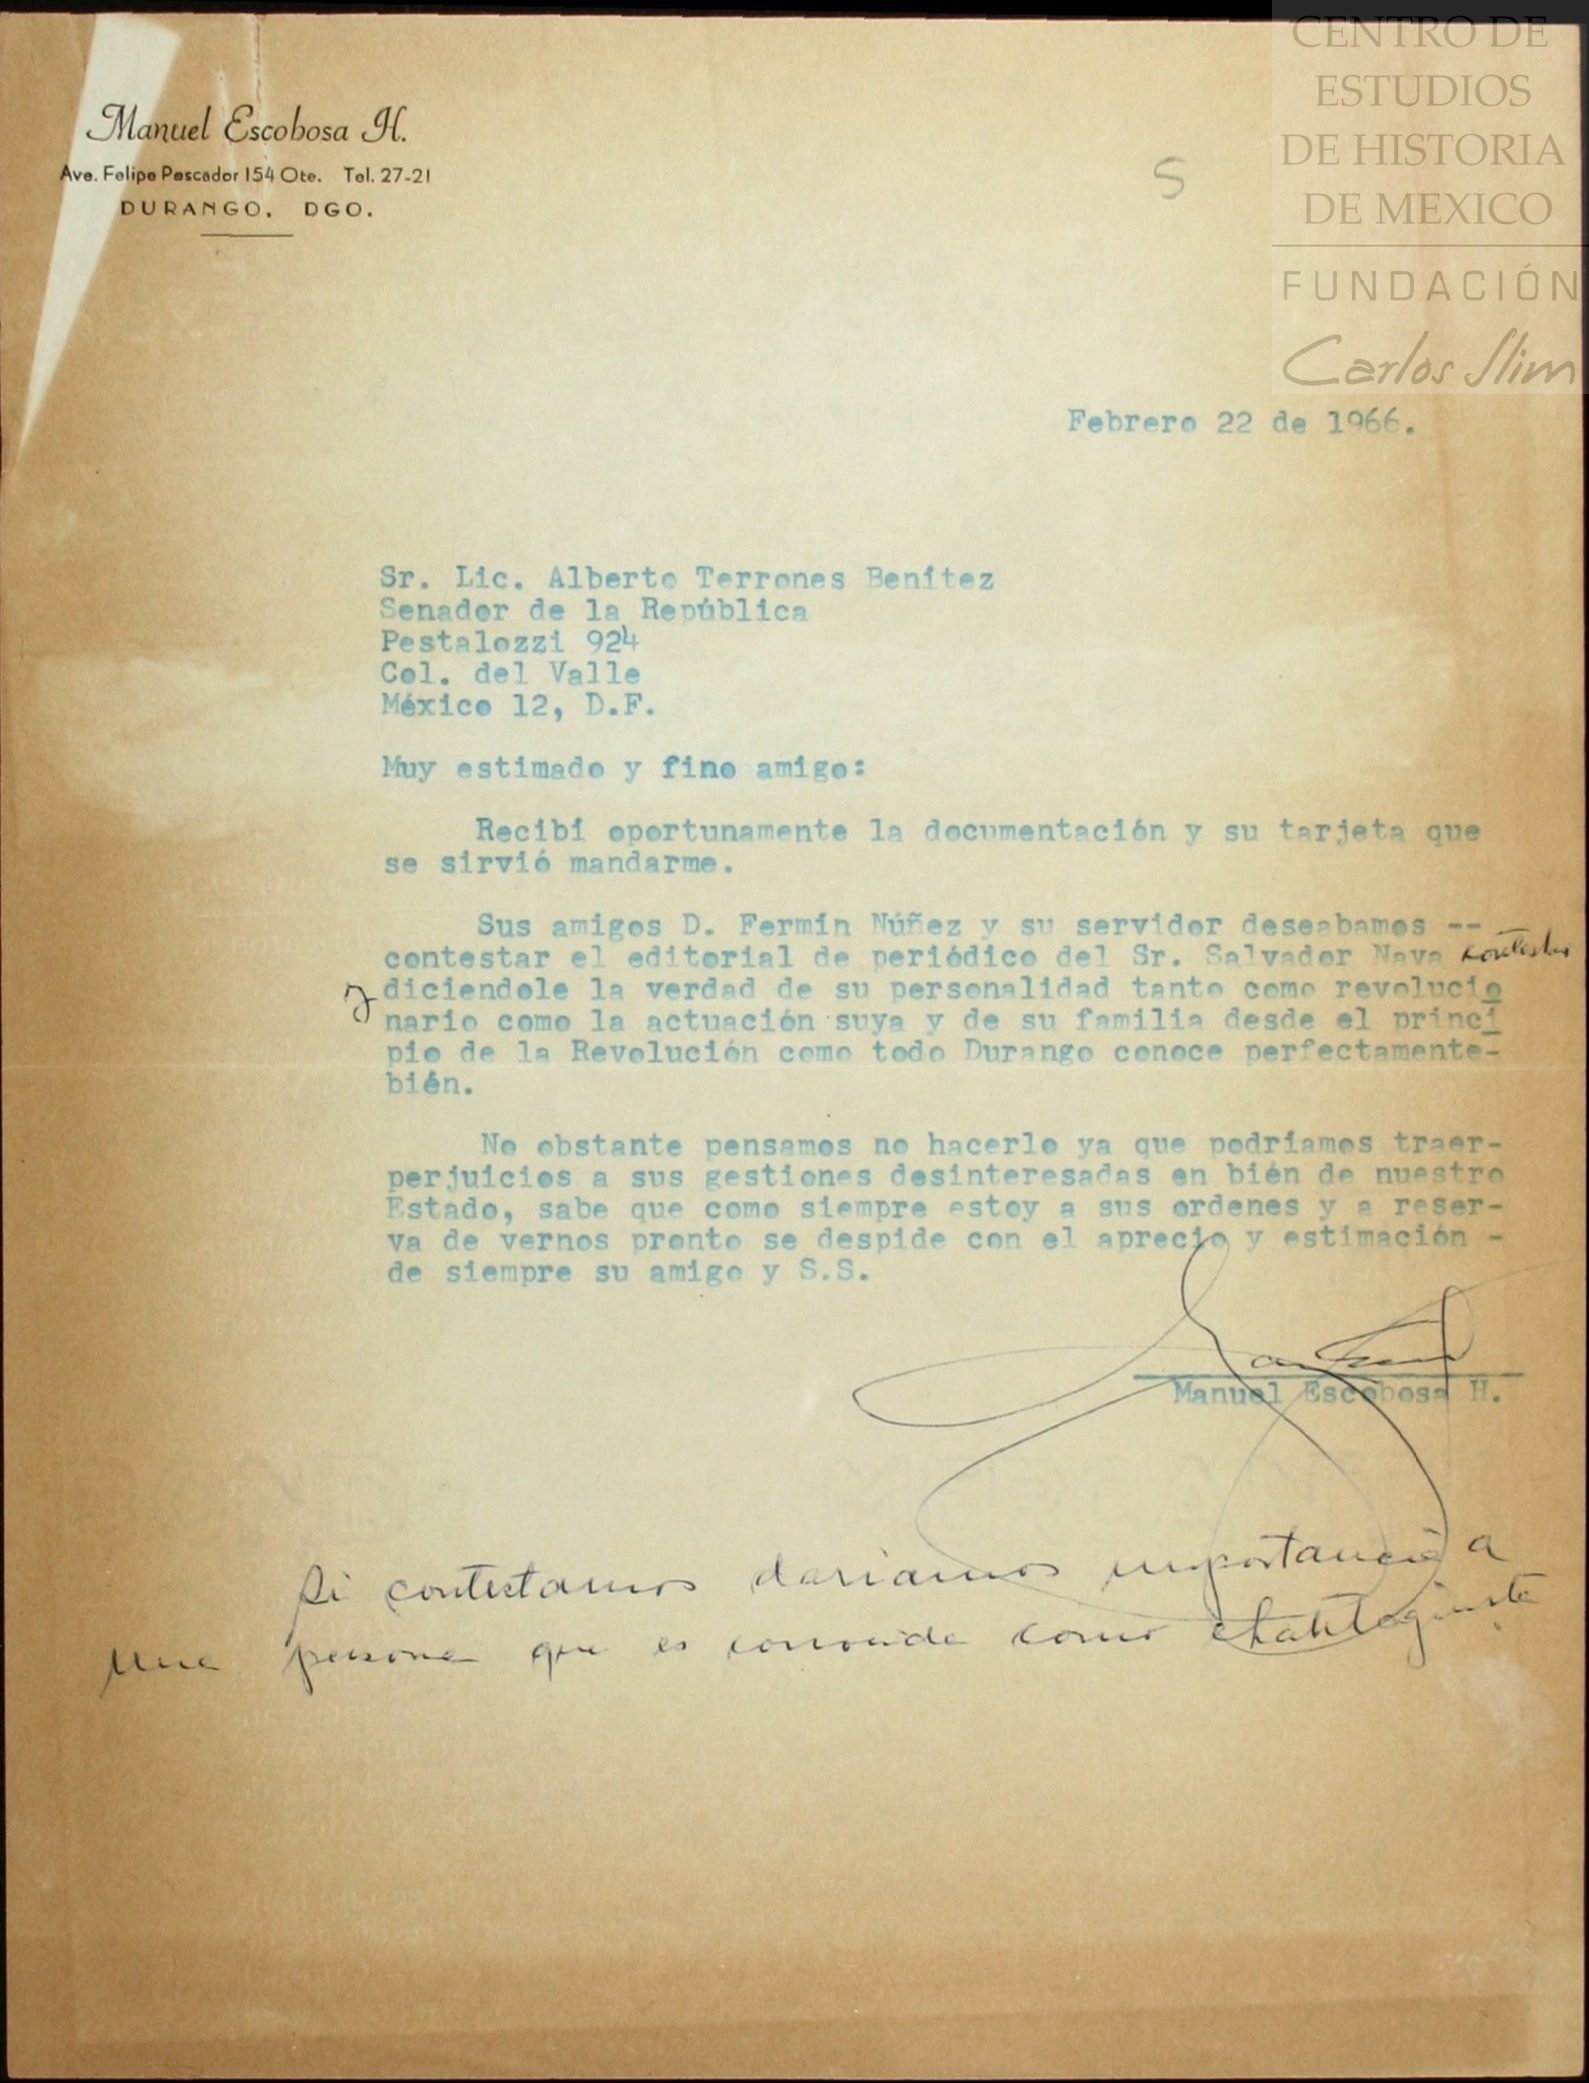 CENTRO DE
ESTUDIOS
DE HISTORIA
DE MEXICO
FUNDACIÓN
Carlos Slim
Manuel Escobosa H.
Ave. Felipe Pescador 154 Ote. Tel. 27-21
DURANGO, DGO.
5
Febrero 22 de 1966.
Sr. Lic. Alberto Terrones Benítez
Senador de la República
Pestalozzi 924
Col. del Valle
México 12, D.F.
Muy estimado y fino amigo:
Recibí oportunamente la documentación y su tarjeta que
se sirvió mandarme.
Sus amigos D. Fermín Núñez y su servidor deseabamos --
contestar el editorial de periódico del Sr. Salvador Nava
y diciendole la verdad de su personalidad tanto como revolucio
nario como la actuación suya y de su familia desde el princi
pio de la Revolución como todo Durango conoce perfectamente-
bién.
No obstante pensamos no hacerlo ya que podriamos traer-
perjuicios a sus gestiones desinteresadas en bién de nuestro
Estado, sabe que como siempre estoy a sus ordenes y a reser-
va de vernos pronto se despide con el aprecio y estimación -
de siempre su amigo y S.S.
Manuel Escobosa H.
Si contestamos dariamos importancia a
una persona que es conocida como chantagista